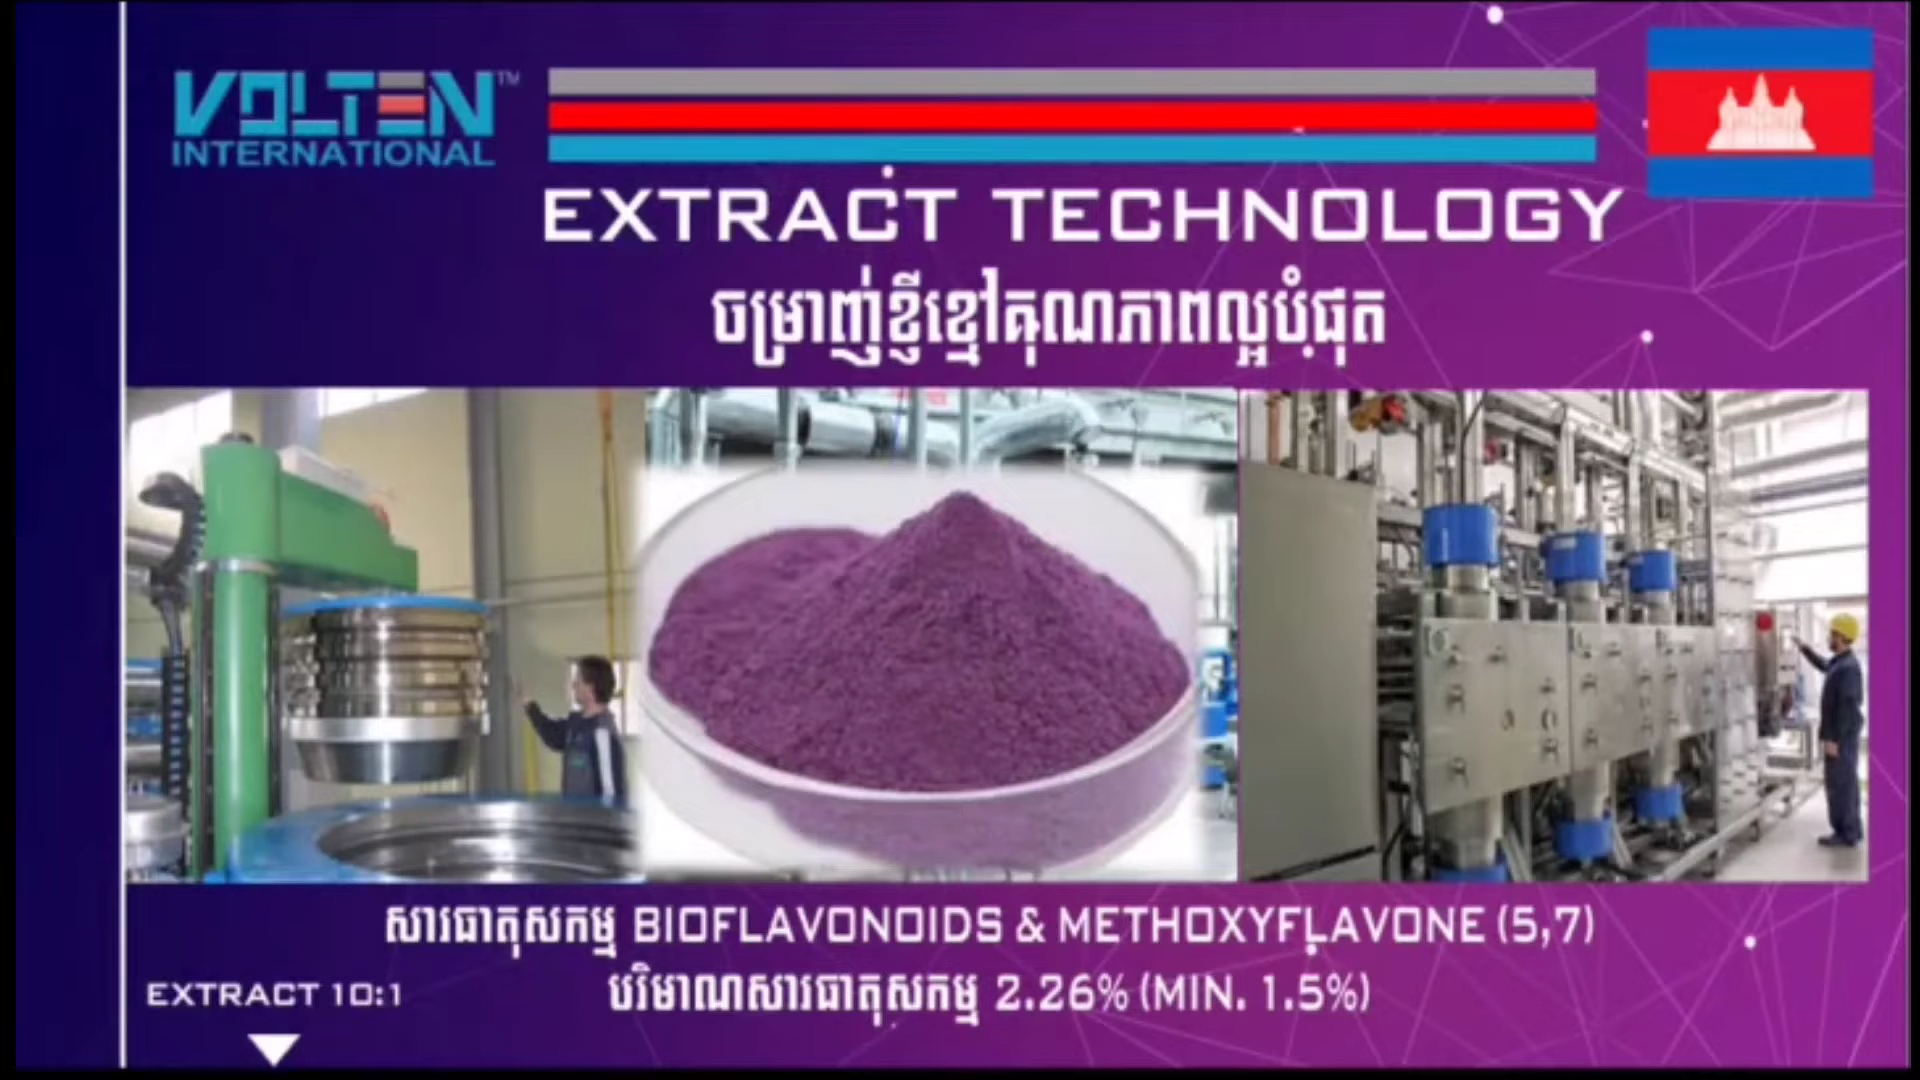 VOLTEN™
INTERNATIONAL
EXTRACT TECHNOLOGY
ចម្រាញ់ខ្ញីខ្មៅគុណភាពល្អបំផុត
សារធាតុសកម្ម BIOFLAVONOIDS & METHOXYFLAVONE (5,7)
បរិមាណសារធាតុសកម្ម 2.26% (MIN. 1.5%)
EXTRACT 10:1